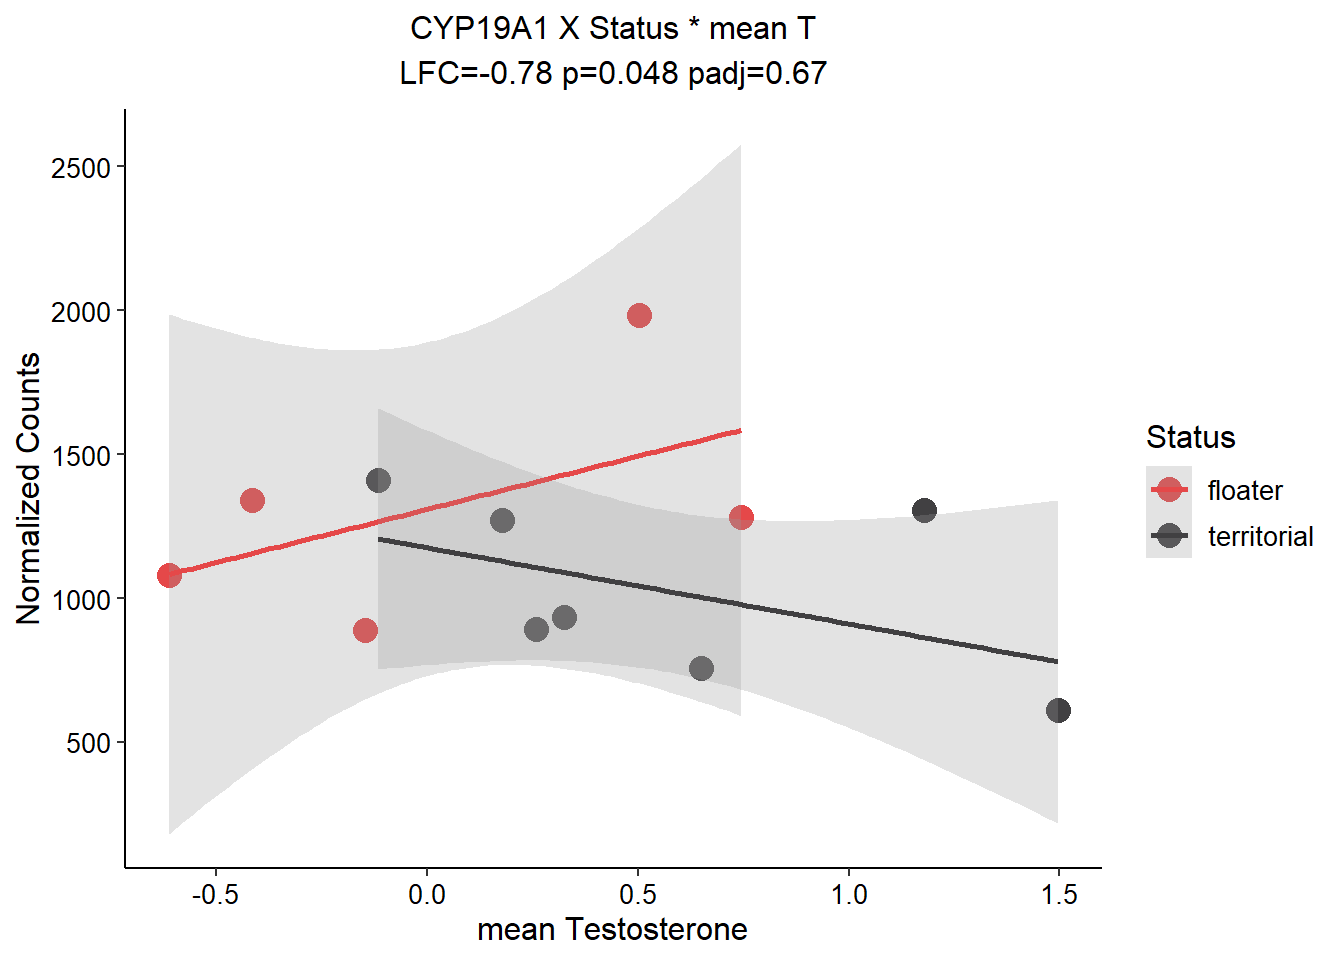 CYP19A1 X Status * mean T
LFC=-0.78 p=0.048 padj=0.67
2500
2000
1500
1000
500
Normalized Counts
-0.5
0.0
0.5
1.0
1.5
mean Testosterone
Status
floater
territorial